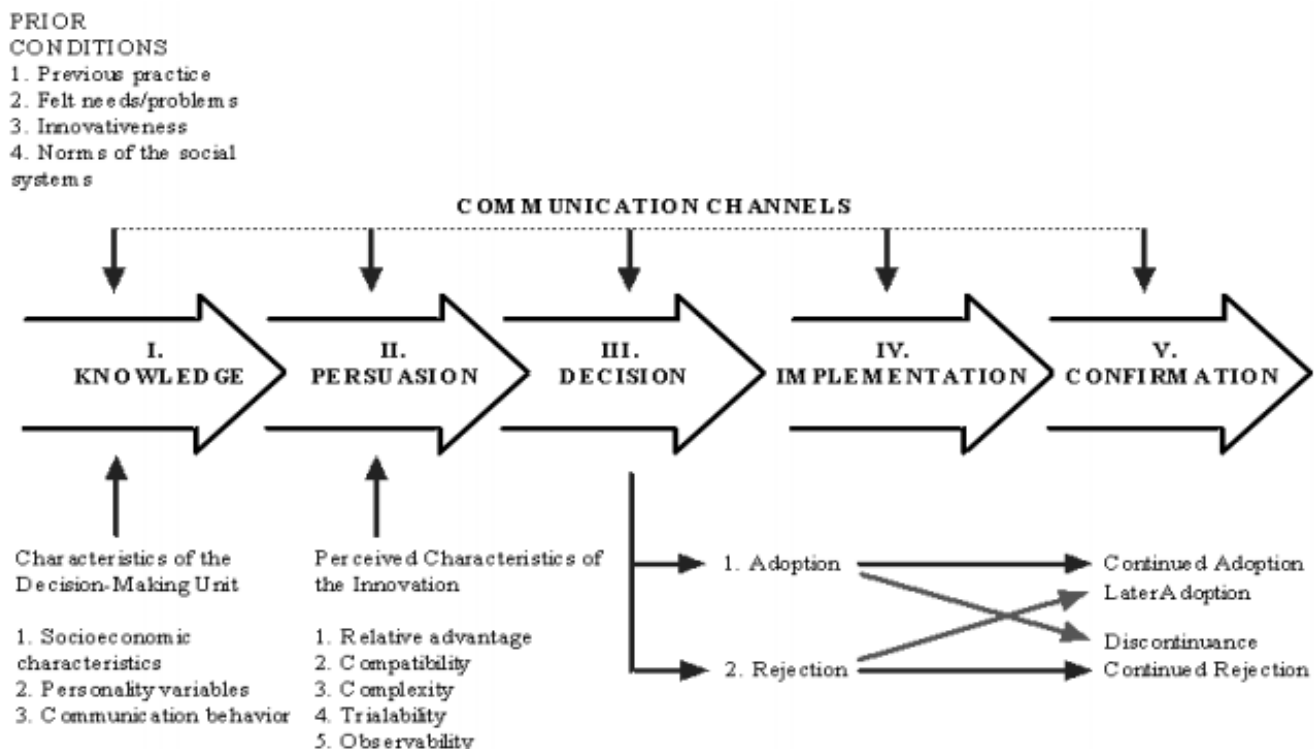 PRIOR
CONDITIONS
1. Previous practice
2. Felt needs/problems
3. Innovativeness
4. Norms of the social
systems
COMMUNICATION CHANNELS
I.
KNOWLEDGE
II.
PERSUASION
III.
DECISION
IV.
IMPLEMENTATION
V.
CONFIRMATION
Characteristics of the
Decision-Making Unit
1. Socioeconomic
characteristics
2. Personality variables
3. Communication behavior
Perceived Characteristics of
the Innovation
1. Relative advantage
2. Compatibility
3. Complexity
4. Trialability
5. Observability
1. Adoption
2. Rejection
Continued Adoption
Later Adoption
Discontinuance
Continued Rejection